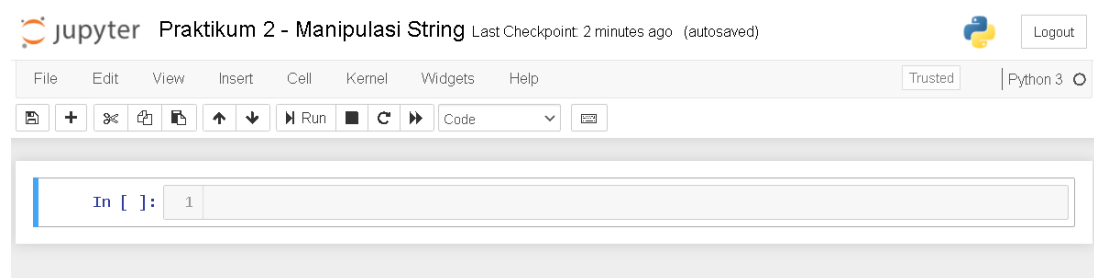 jupyter Praktikum 2 - Manipulasi String Last Checkpoint: 2 minutes ago (autosaved) Logout
File Edit View Insert Cell Kernel Widgets Help Trusted Python 3
Run Code
In [ ]: 1